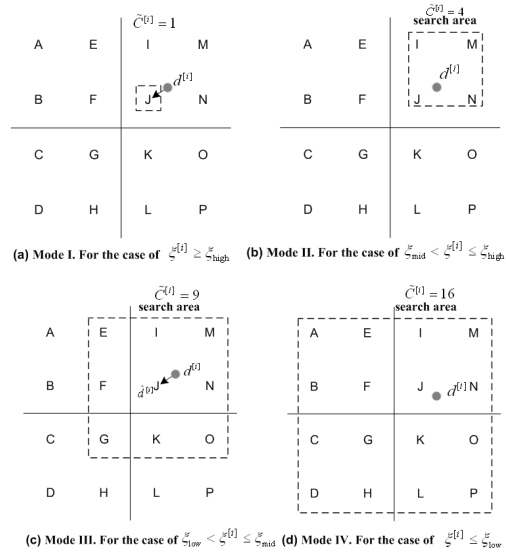 C̃^[i] = 1
A E I M
d^[i]
B F J N
C G K O
D H L P
(a) Mode I. For the case of ξ^[i] ≥ ξ_high
C̃^[i] = 4
search area
A E I M
d^[i]
B F J N
C G K O
D H L P
(b) Mode II. For the case of ξ_mid < ξ^[i] ≤ ξ_high
C̃^[i] = 9
search area
A E I M
d^[i]
B F d̂^[i] J N
C G K O
D H L P
(c) Mode III. For the case of ξ_low < ξ^[i] ≤ ξ_mid
C̃^[i] = 16
search area
A E I M
B F J d^[i] N
C G K O
D H L P
(d) Mode IV. For the case of ξ^[i] ≤ ξ_low